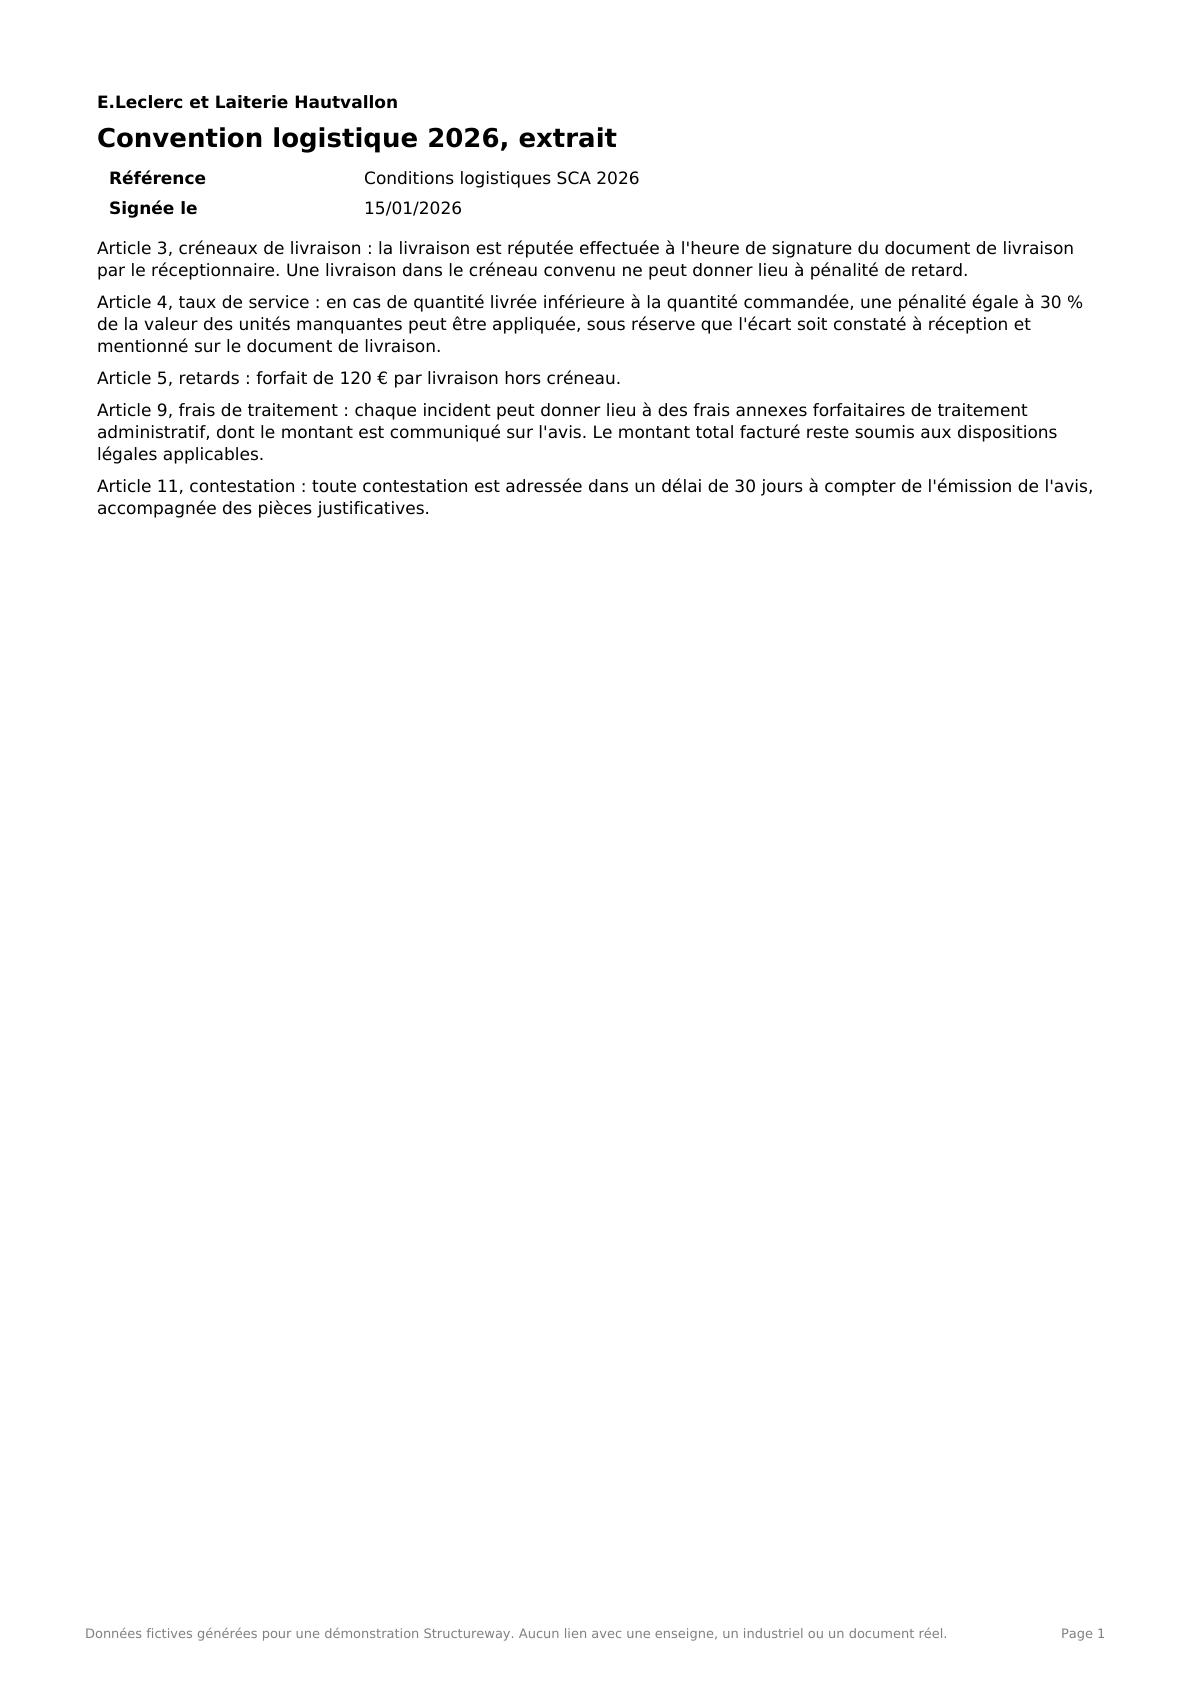 E.Leclerc et Laiterie Hautvallon
Convention logistique 2026, extrait
Référence Conditions logistiques SCA 2026
Signée le 15/01/2026
Article 3, créneaux de livraison : la livraison est réputée effectuée à l'heure de signature du document de livraison
par le réceptionnaire. Une livraison dans le créneau convenu ne peut donner lieu à pénalité de retard.
Article 4, taux de service : en cas de quantité livrée inférieure à la quantité commandée, une pénalité égale à 30 %
de la valeur des unités manquantes peut être appliquée, sous réserve que l'écart soit constaté à réception et
mentionné sur le document de livraison.
Article 5, retards : forfait de 120 € par livraison hors créneau.
Article 9, frais de traitement : chaque incident peut donner lieu à des frais annexes forfaitaires de traitement
administratif, dont le montant est communiqué sur l'avis. Le montant total facturé reste soumis aux dispositions
légales applicables.
Article 11, contestation : toute contestation est adressée dans un délai de 30 jours à compter de l'émission de l'avis,
accompagnée des pièces justificatives.
Données fictives générées pour une démonstration Structureway. Aucun lien avec une enseigne, un industriel ou un document réel. Page 1